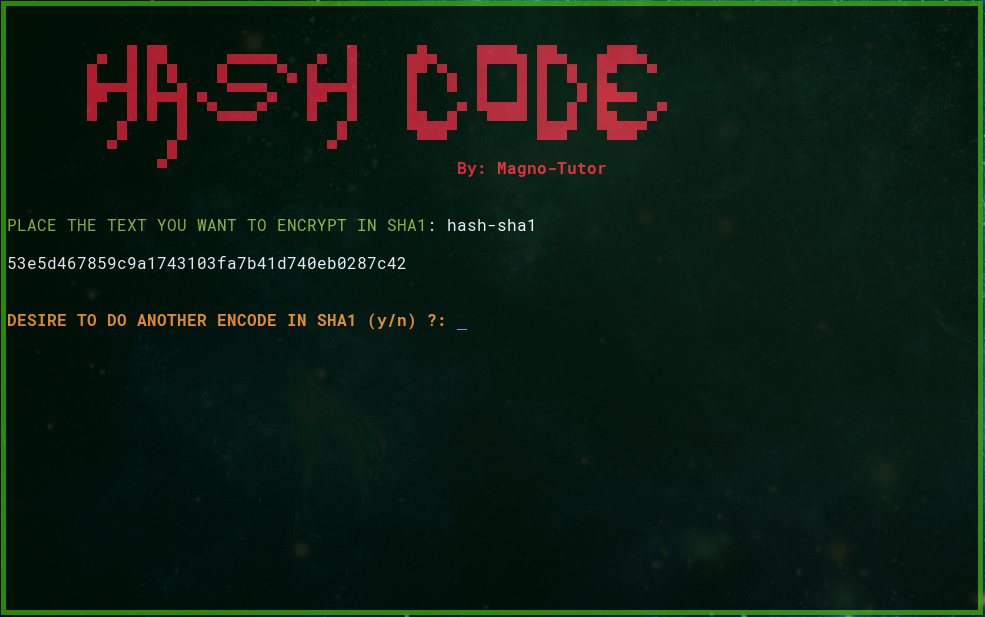 HASH CODE
By: Magno-Tutor
PLACE THE TEXT YOU WANT TO ENCRYPT IN SHA1: hash-sha1
53e5d467859c9a1743103fa7b41d740eb0287c42
DESIRE TO DO ANOTHER ENCODE IN SHA1 (y/n) ?: _